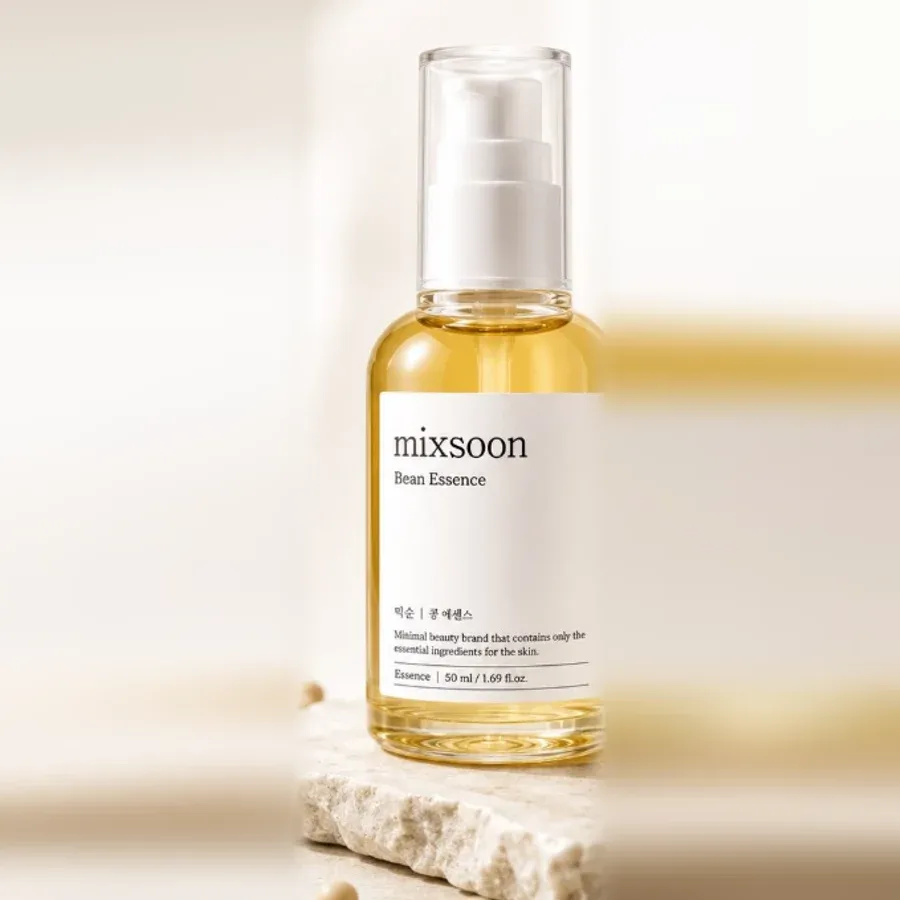 mixsoon
Bean Essence
믹순 | 콩 에센스
Minimal beauty brand that contains only the
essential ingredients for the skin.
Essence | 50 ml / 1.69 fl.oz.